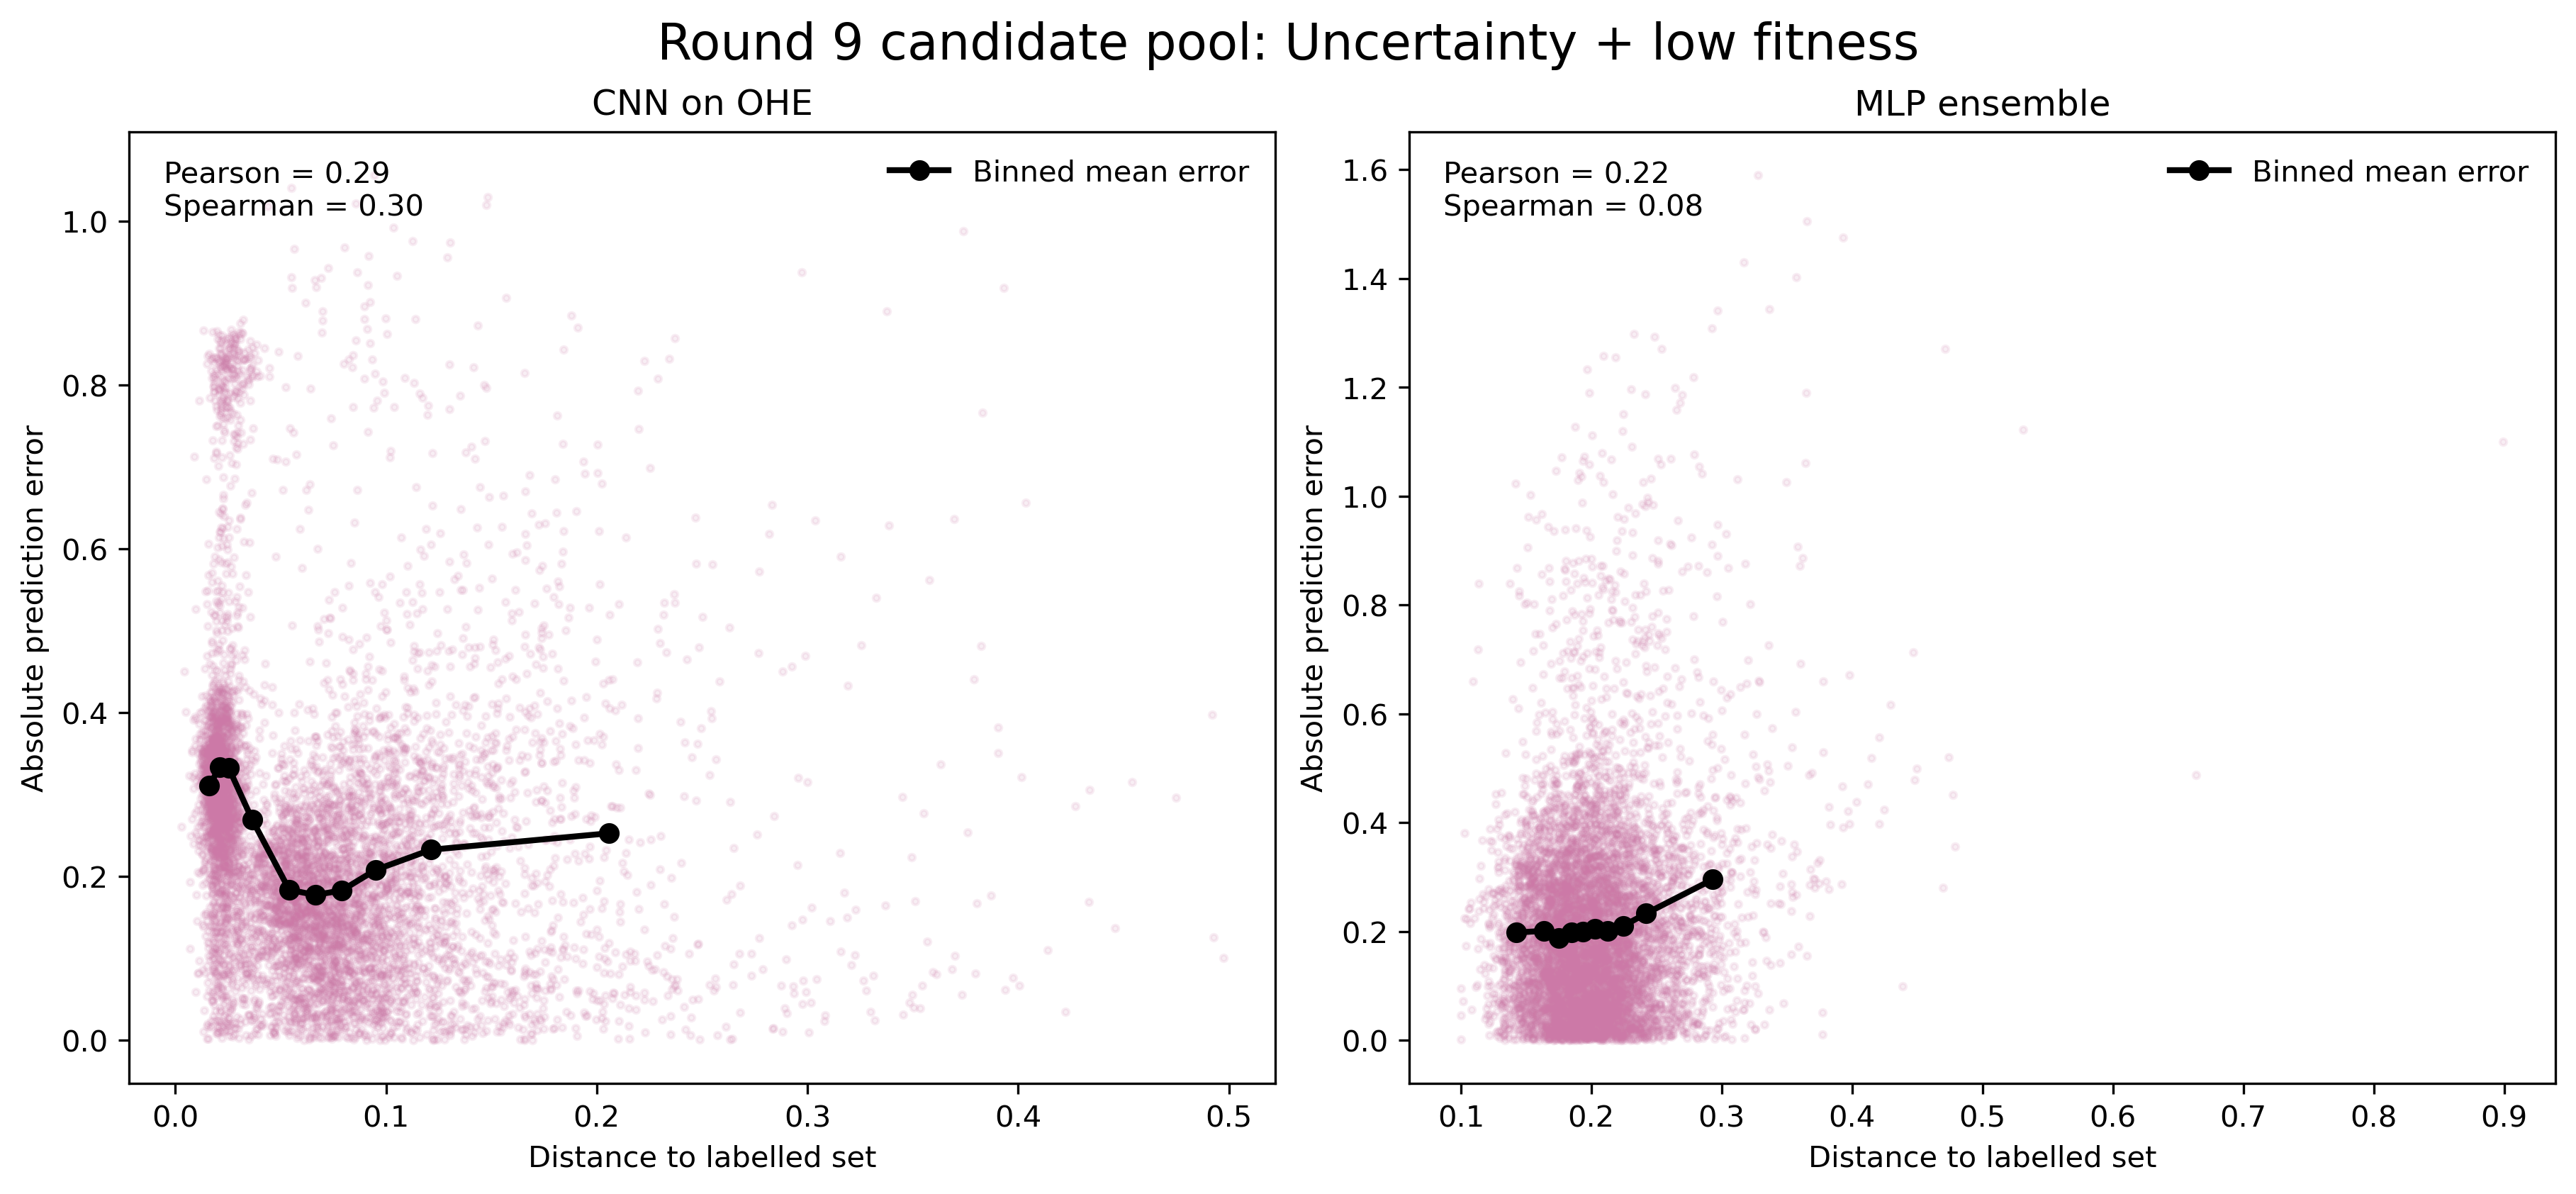 Round 9 candidate pool: Uncertainty + low fitness
CNN on OHE
Pearson = 0.29
Spearman = 0.30
Binned mean error
Absolute prediction error
1.0
0.8
0.6
0.4
0.2
0.0
0.0 0.1 0.2 0.3 0.4 0.5
Distance to labelled set
MLP ensemble
Pearson = 0.22
Spearman = 0.08
Binned mean error
Absolute prediction error
1.6
1.4
1.2
1.0
0.8
0.6
0.4
0.2
0.0
0.1 0.2 0.3 0.4 0.5 0.6 0.7 0.8 0.9
Distance to labelled set